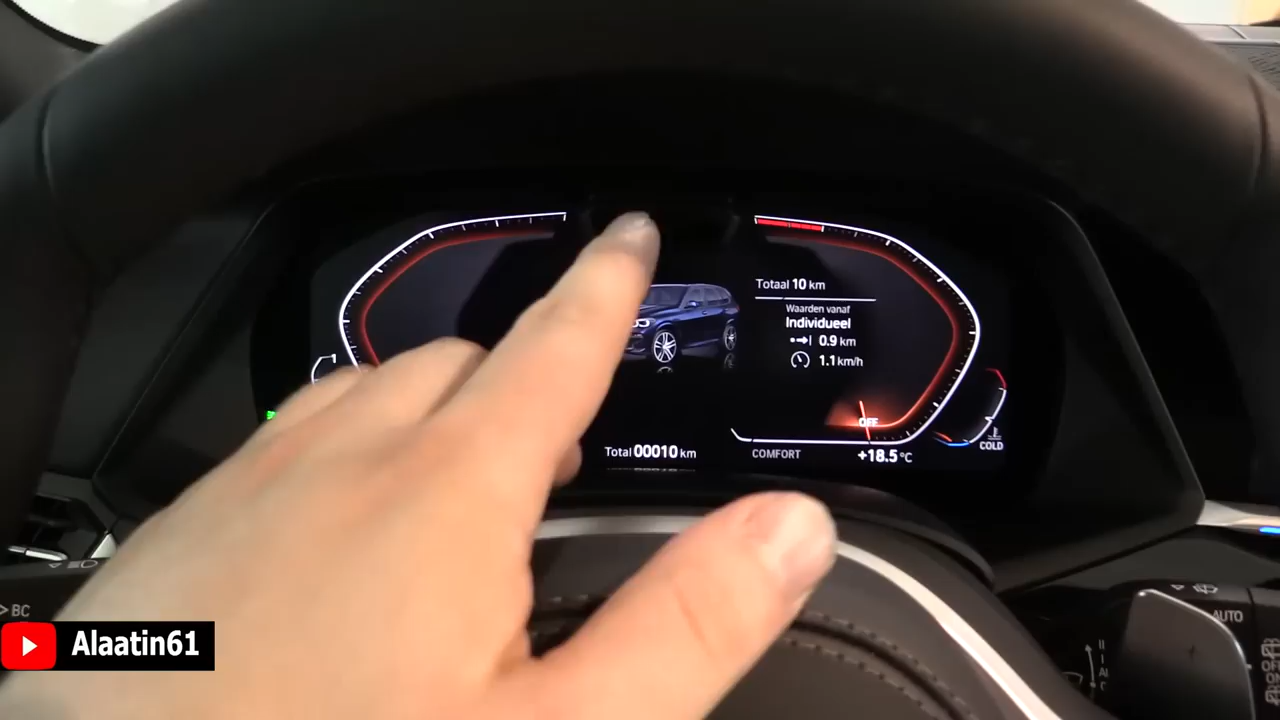 Totaal 10 km
Waarden vanaf
Individueel
0.9 km
1.1 km/h
OFF
COLD
Total 00010 km
COMFORT
+18.5 °C
BC
AUTO
Alaatin61